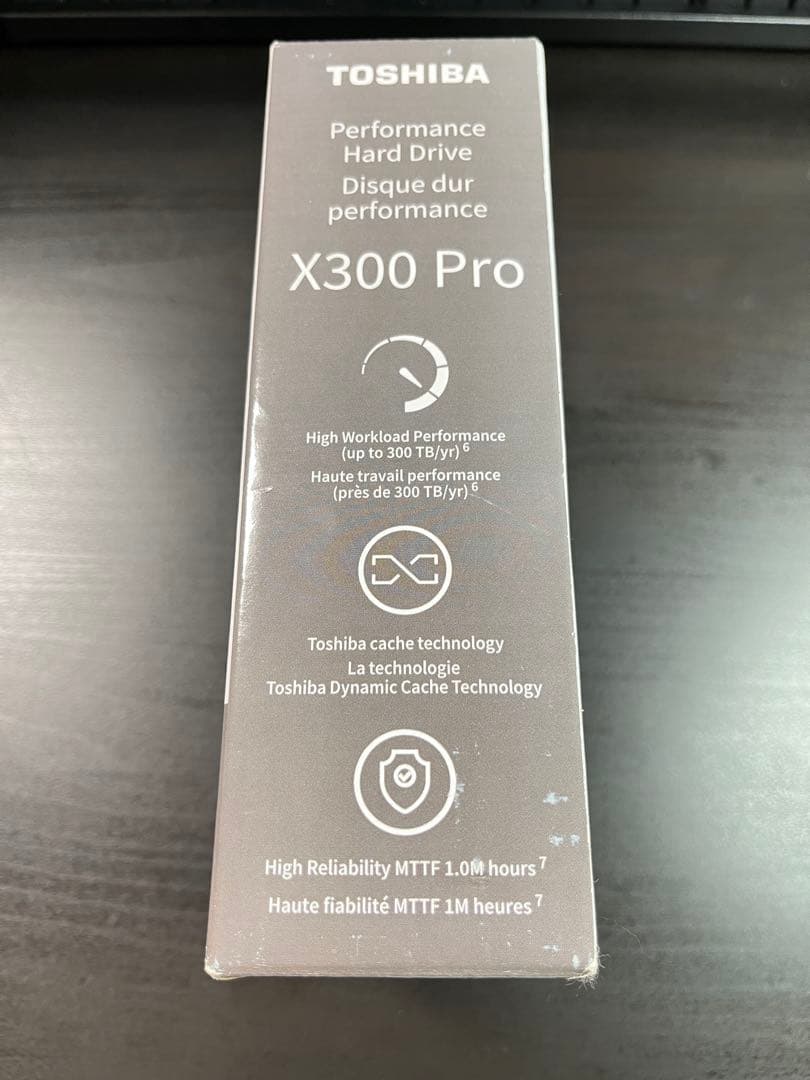 TOSHIBA
Performance
Hard Drive
Disque dur
performance
X300 Pro
High Workload Performance
(up to 300 TB/yr) 6
Haute travail performance
(près de 300 TB/yr) 6
Toshiba cache technology
La technologie
Toshiba Dynamic Cache Technology
High Reliability MTTF 1.0M hours 7
Haute fiabilité MTTF 1M heures 7